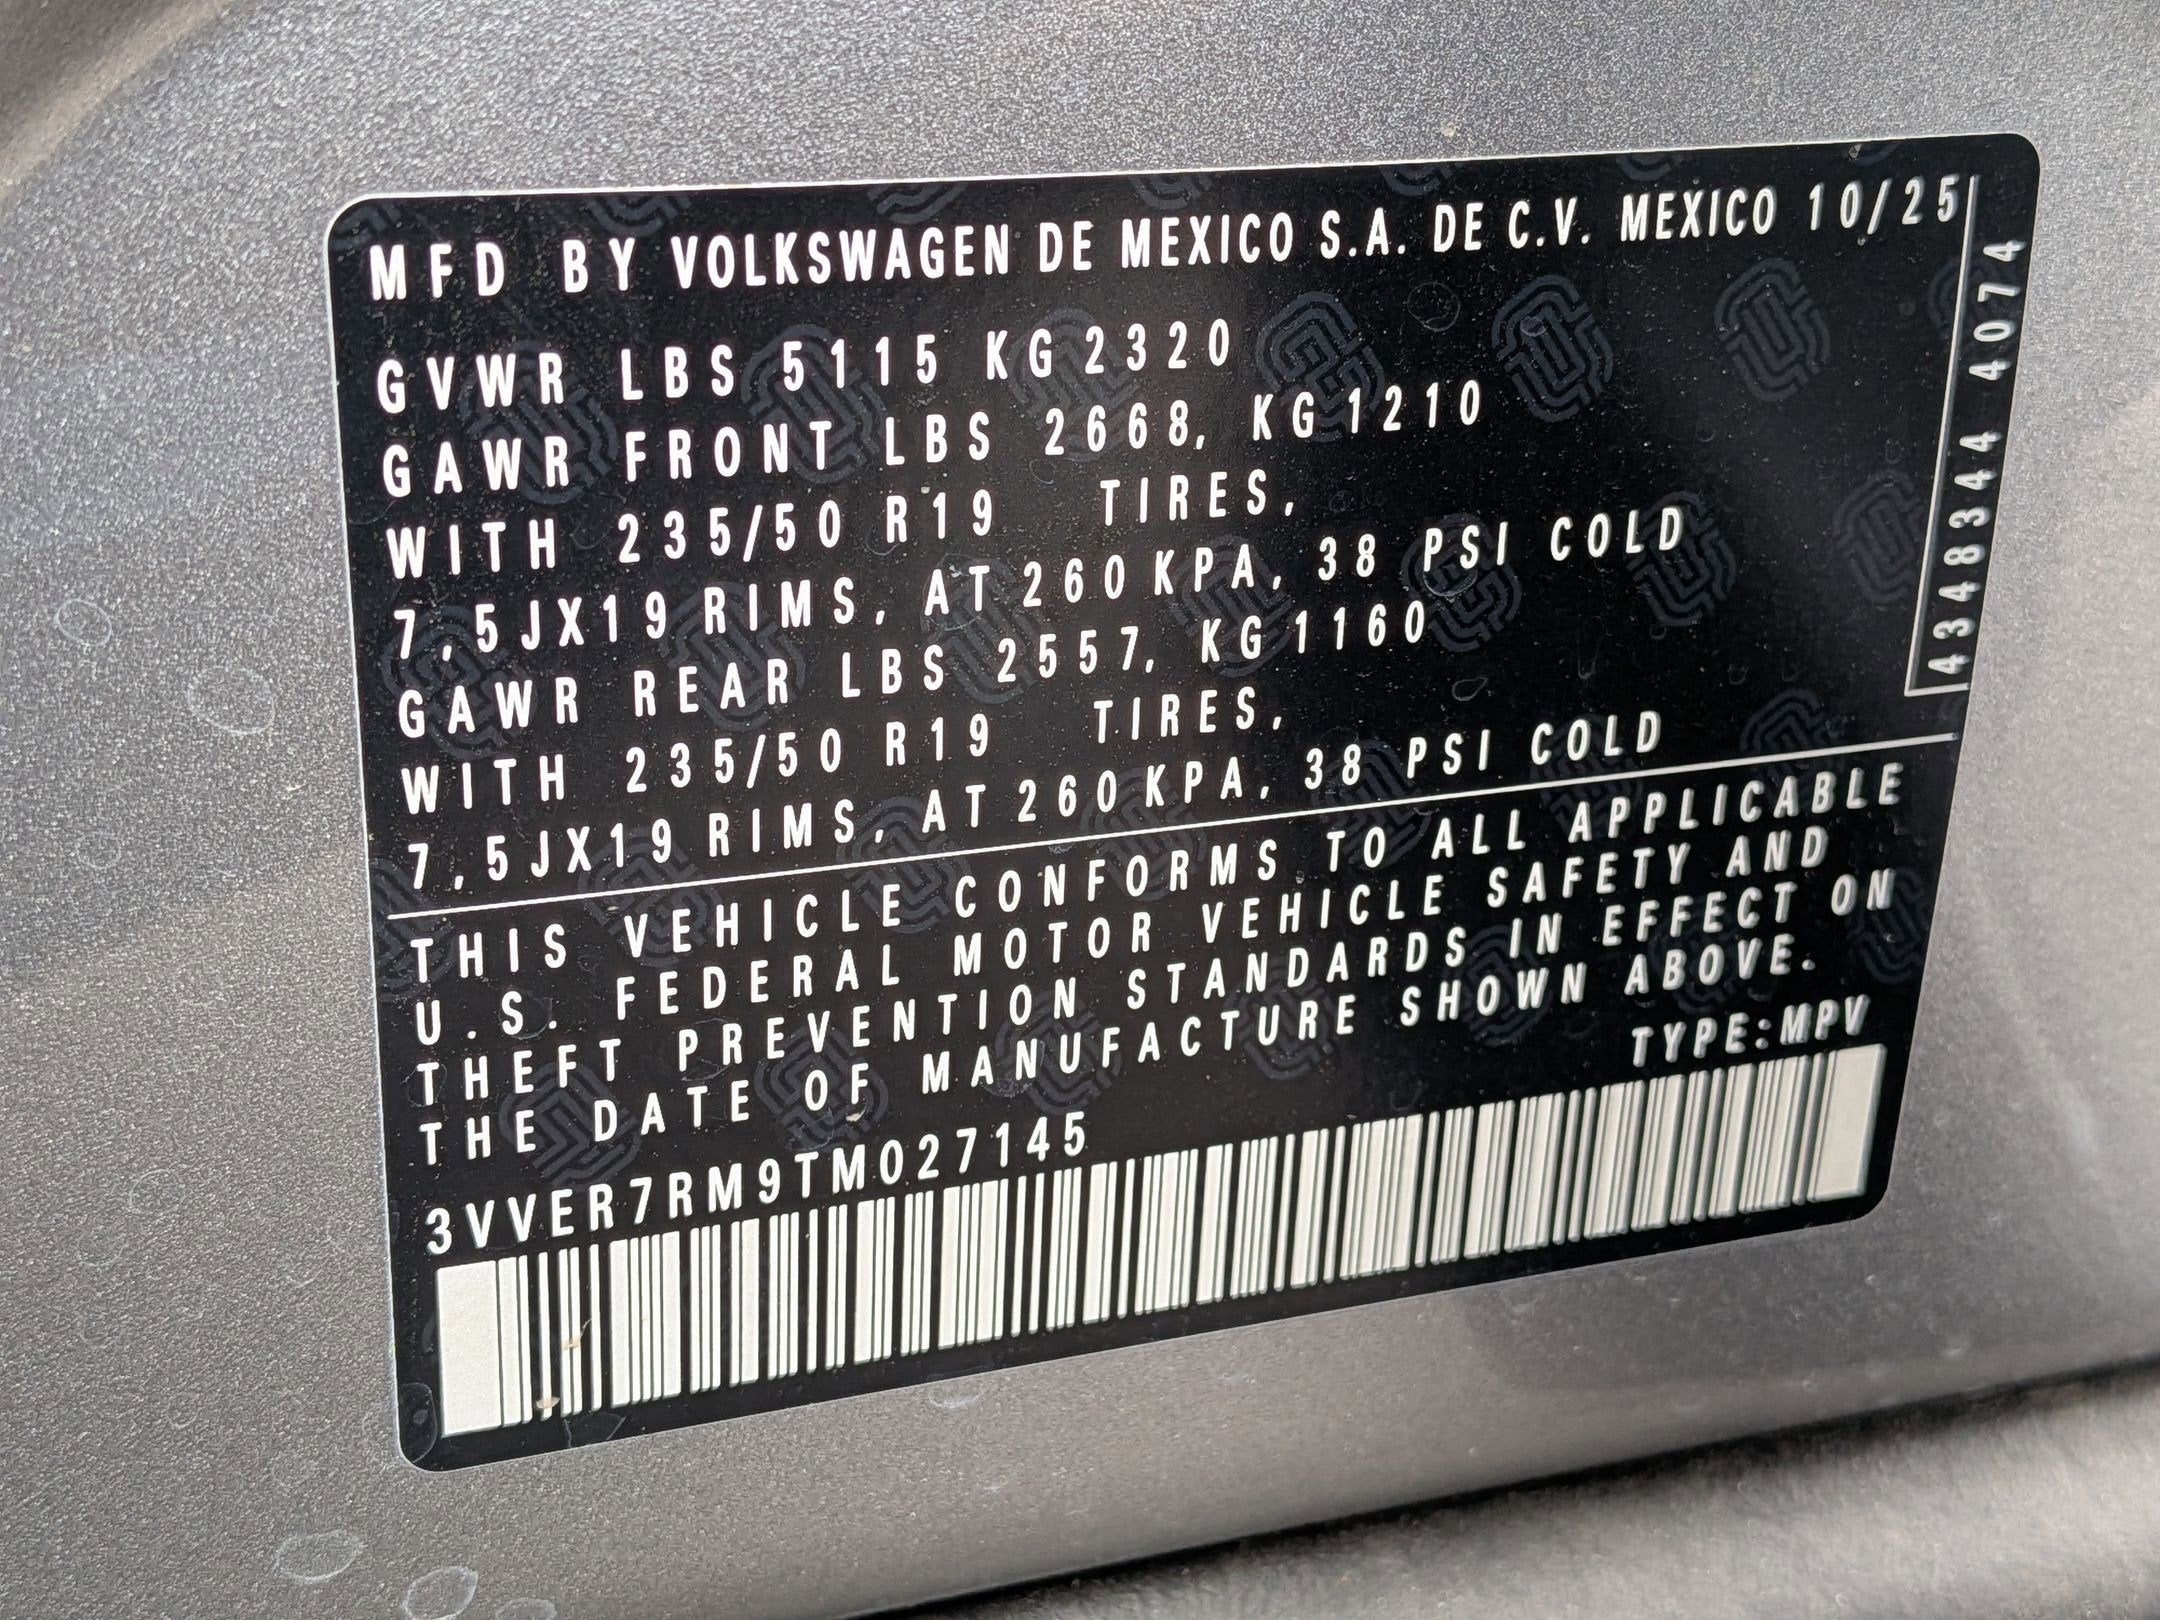 MFD BY VOLKSWAGEN DE MEXICO S.A. DE C.V. MEXICO 10/25
GVWR LBS 5115 KG 2320
GAWR FRONT LBS 2668, KG 1210
WITH 235/50 R19 TIRES,
7,5JX19 RIMS, AT 260 KPA, 38 PSI COLD
GAWR REAR LBS 2557, KG 1160
WITH 235/50 R19 TIRES,
7,5JX19 RIMS, AT 260 KPA, 38 PSI COLD
4348344 4074
THIS VEHICLE CONFORMS TO ALL APPLICABLE
U.S. FEDERAL MOTOR VEHICLE SAFETY AND
THEFT PREVENTION STANDARDS IN EFFECT ON
THE DATE OF MANUFACTURE SHOWN ABOVE.
TYPE:MPV
3VVER7RM9TM027145